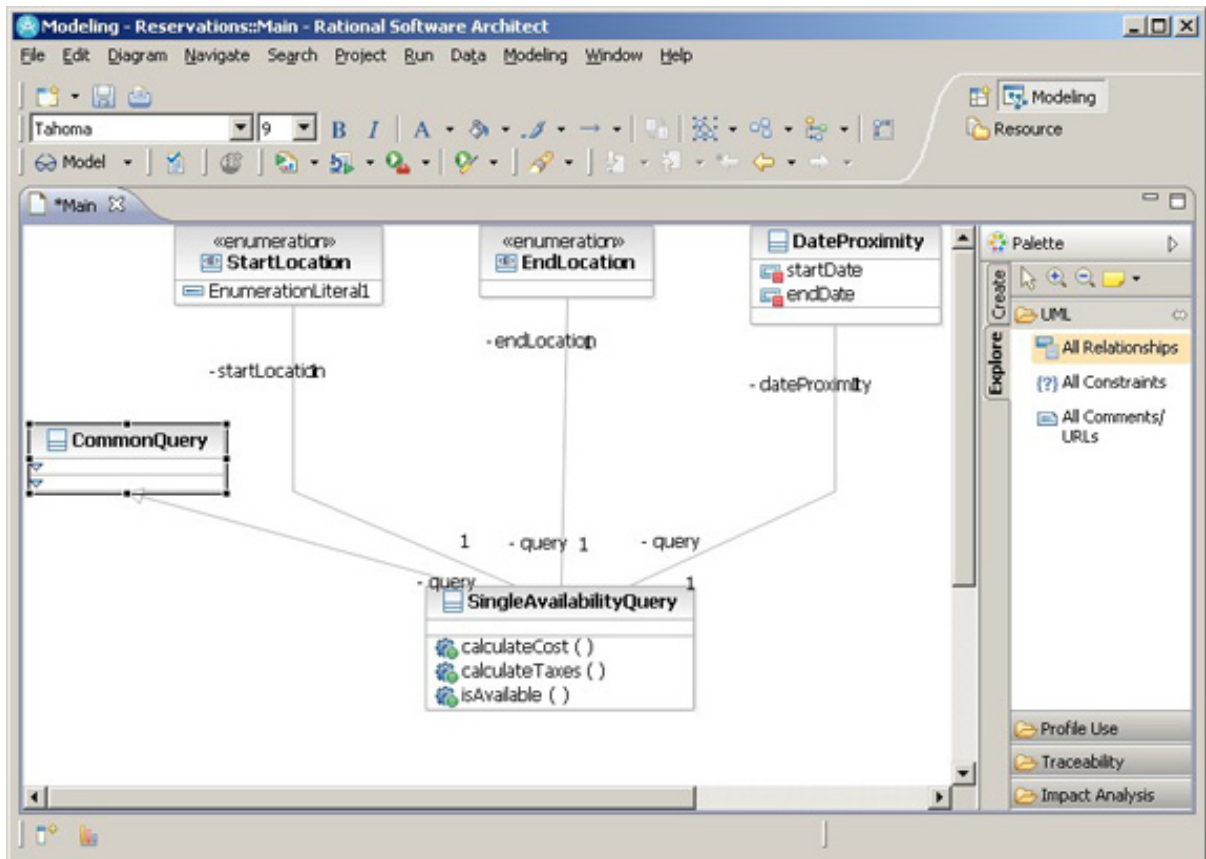 Modeling - Reservations::Main - Rational Software Architect
File Edit Diagram Navigate Search Project Run Data Modeling Window Help
Modeling
Tahoma 9 B I A
Resource
Model
*Main
«enumeration»
StartLocation
EnumerationLiteral1
«enumeration»
EndLocation
DateProximity
startDate
endDate
- endLocation 1
- startLocation
- dateProximity
CommonQuery
1 - query 1 - query
- query 1
SingleAvailabilityQuery
calculateCost ( )
calculateTaxes ( )
isAvailable ( )
Palette
Create
Explore
UML
All Relationships
{?} All Constraints
All Comments/
URLs
Profile Use
Traceability
Impact Analysis